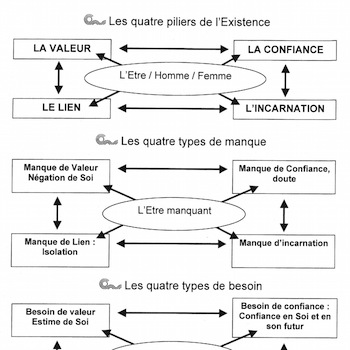 Les quatre piliers de l'Existence
LA VALEUR
LA CONFIANCE
L'Etre / Homme / Femme
LE LIEN
L'INCARNATION
Les quatre types de manque
Manque de Valeur
Négation de Soi
Manque de Confiance,
doute
L'Etre manquant
Manque de Lien :
Isolation
Manque d'incarnation
Les quatre types de besoin
Besoin de valeur
Estime de Soi
Besoin de confiance :
Confiance en Soi et en
son futur